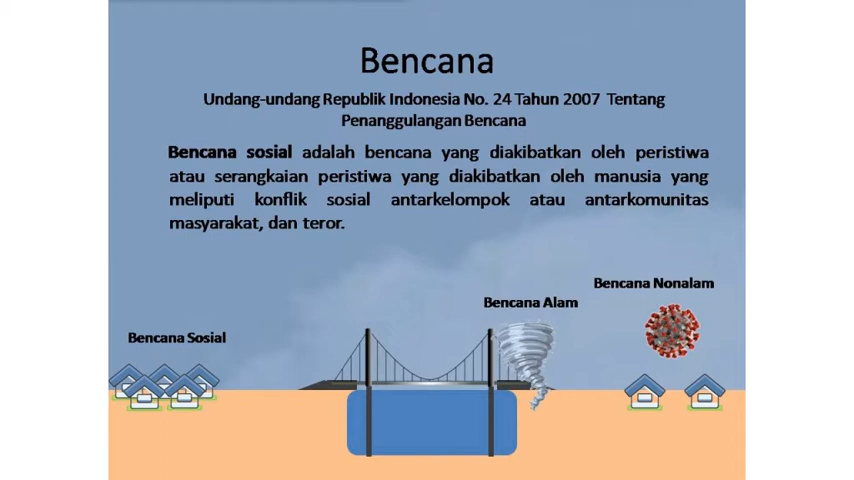 Bencana
Undang-undang Republik Indonesia No. 24 Tahun 2007 Tentang
Penanggulangan Bencana
Bencana sosial adalah bencana yang diakibatkan oleh peristiwa
atau serangkaian peristiwa yang diakibatkan oleh manusia yang
meliputi konflik sosial antarkelompok atau antarkomunitas
masyarakat, dan teror.
Bencana Nonalam
Bencana Alam
Bencana Sosial